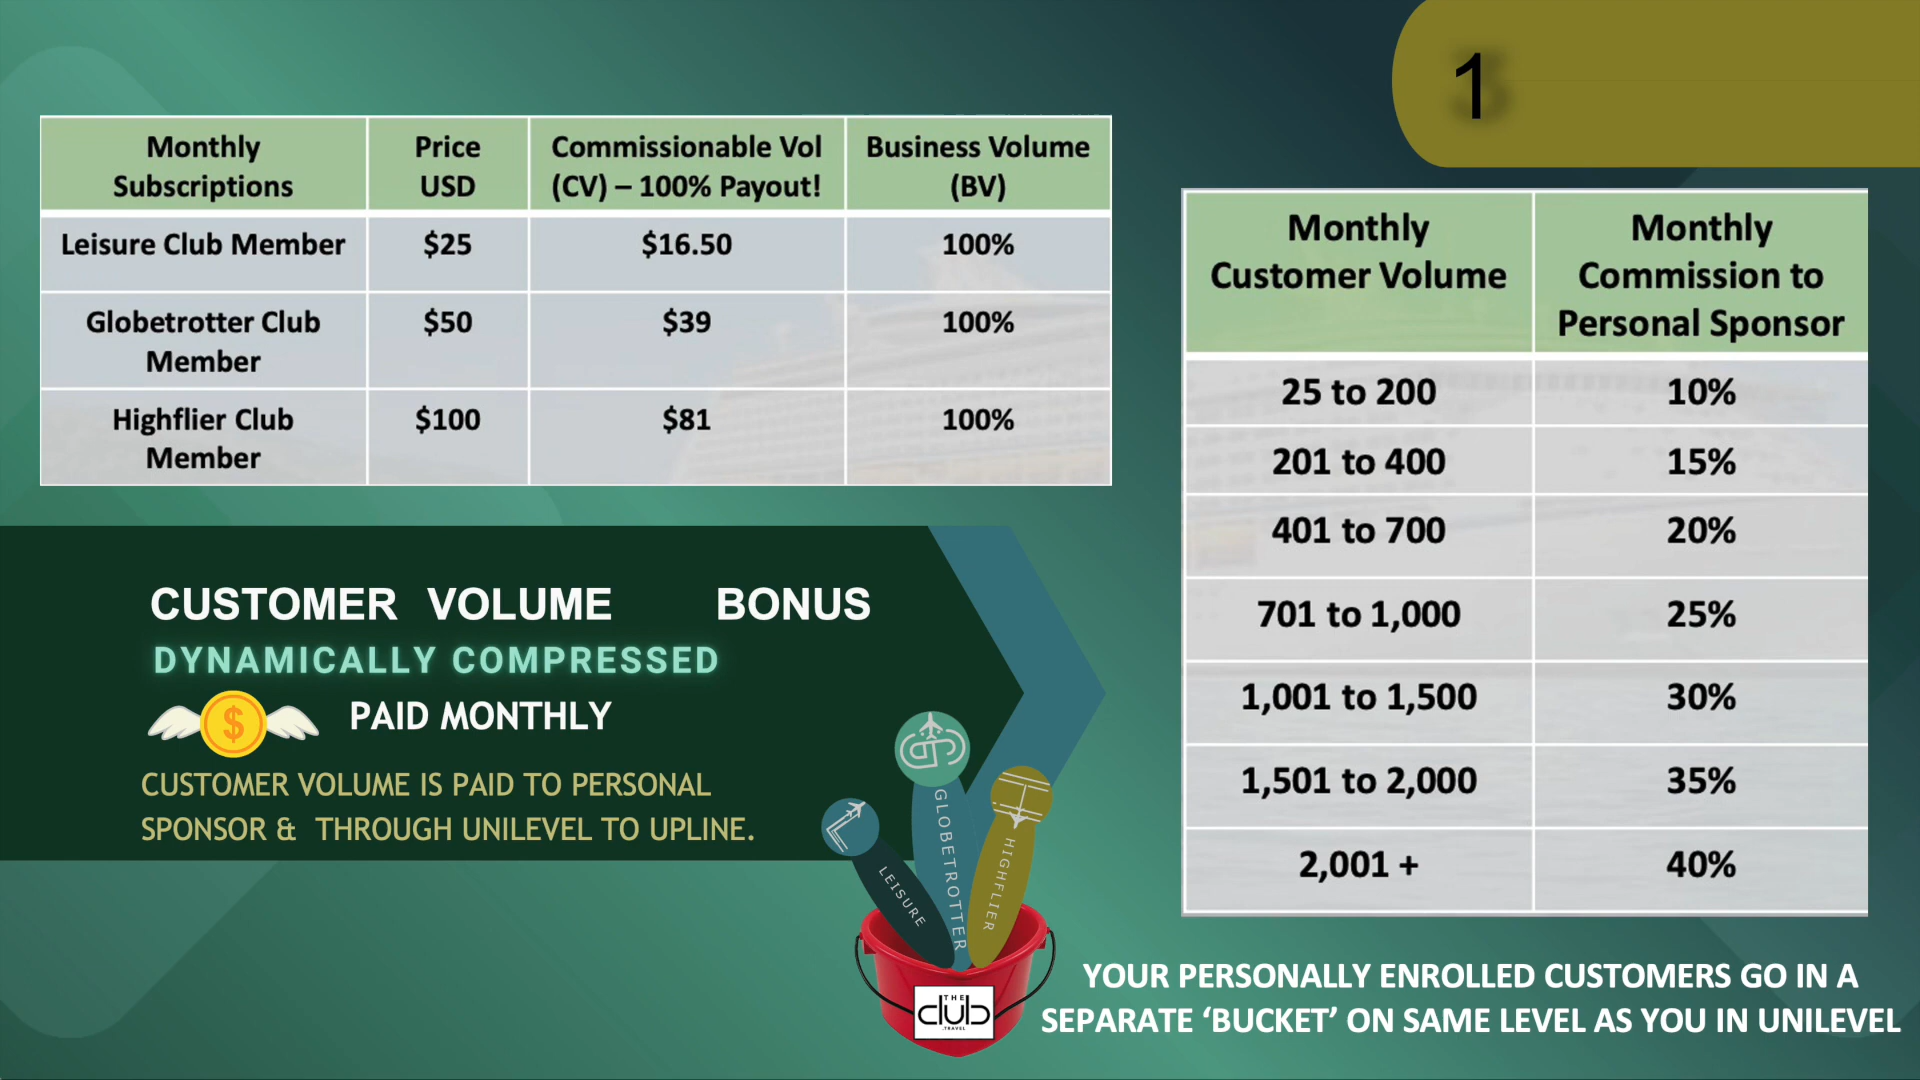 1
Monthly Subscriptions | Price USD | Commissionable Vol (CV) – 100% Payout! | Business Volume (BV)
Leisure Club Member | $25 | $16.50 | 100%
Globetrotter Club Member | $50 | $39 | 100%
Highflier Club Member | $100 | $81 | 100%
Monthly Customer Volume | Monthly Commission to Personal Sponsor
25 to 200 | 10%
201 to 400 | 15%
401 to 700 | 20%
701 to 1,000 | 25%
1,001 to 1,500 | 30%
1,501 to 2,000 | 35%
2,001 + | 40%
CUSTOMER VOLUME BONUS
DYNAMICALLY COMPRESSED
$ PAID MONTHLY
CUSTOMER VOLUME IS PAID TO PERSONAL
SPONSOR & THROUGH UNILEVEL TO UPLINE.
LEISURE
GLOBETROTTER
HIGHFLIER
THE
club
.TRAVEL
YOUR PERSONALLY ENROLLED CUSTOMERS GO IN A
SEPARATE ‘BUCKET’ ON SAME LEVEL AS YOU IN UNILEVEL